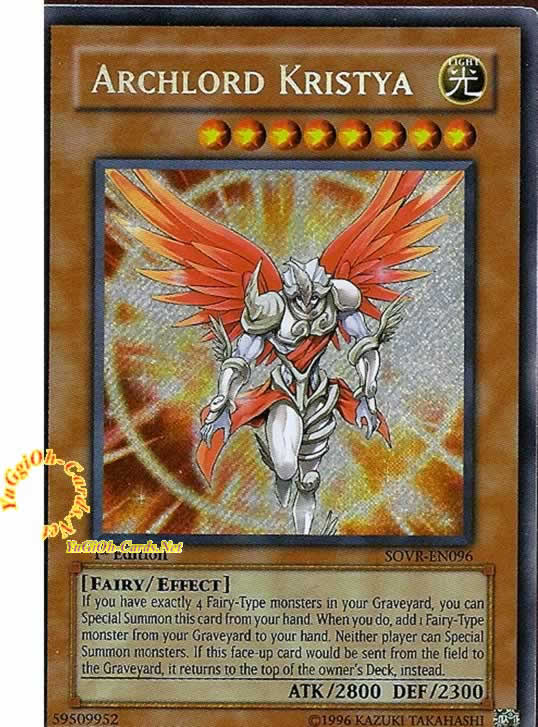 ARCHLORD KRISTYA
LIGHT
光
YuGgiOh-Cards.Net
YuGiOh-Cards.Net
1st Edition
SOVR-EN096
[FAIRY/EFFECT]
If you have exactly 4 Fairy-Type monsters in your Graveyard, you can
Special Summon this card from your hand. When you do, add 1 Fairy-Type
monster from your Graveyard to your hand. Neither player can Special
Summon monsters. If this face-up card would be sent from the field to
the Graveyard, it returns to the top of the owner's Deck, instead.
ATK/2800 DEF/2300
59509952
©1996 KAZUKI TAKAHASHI